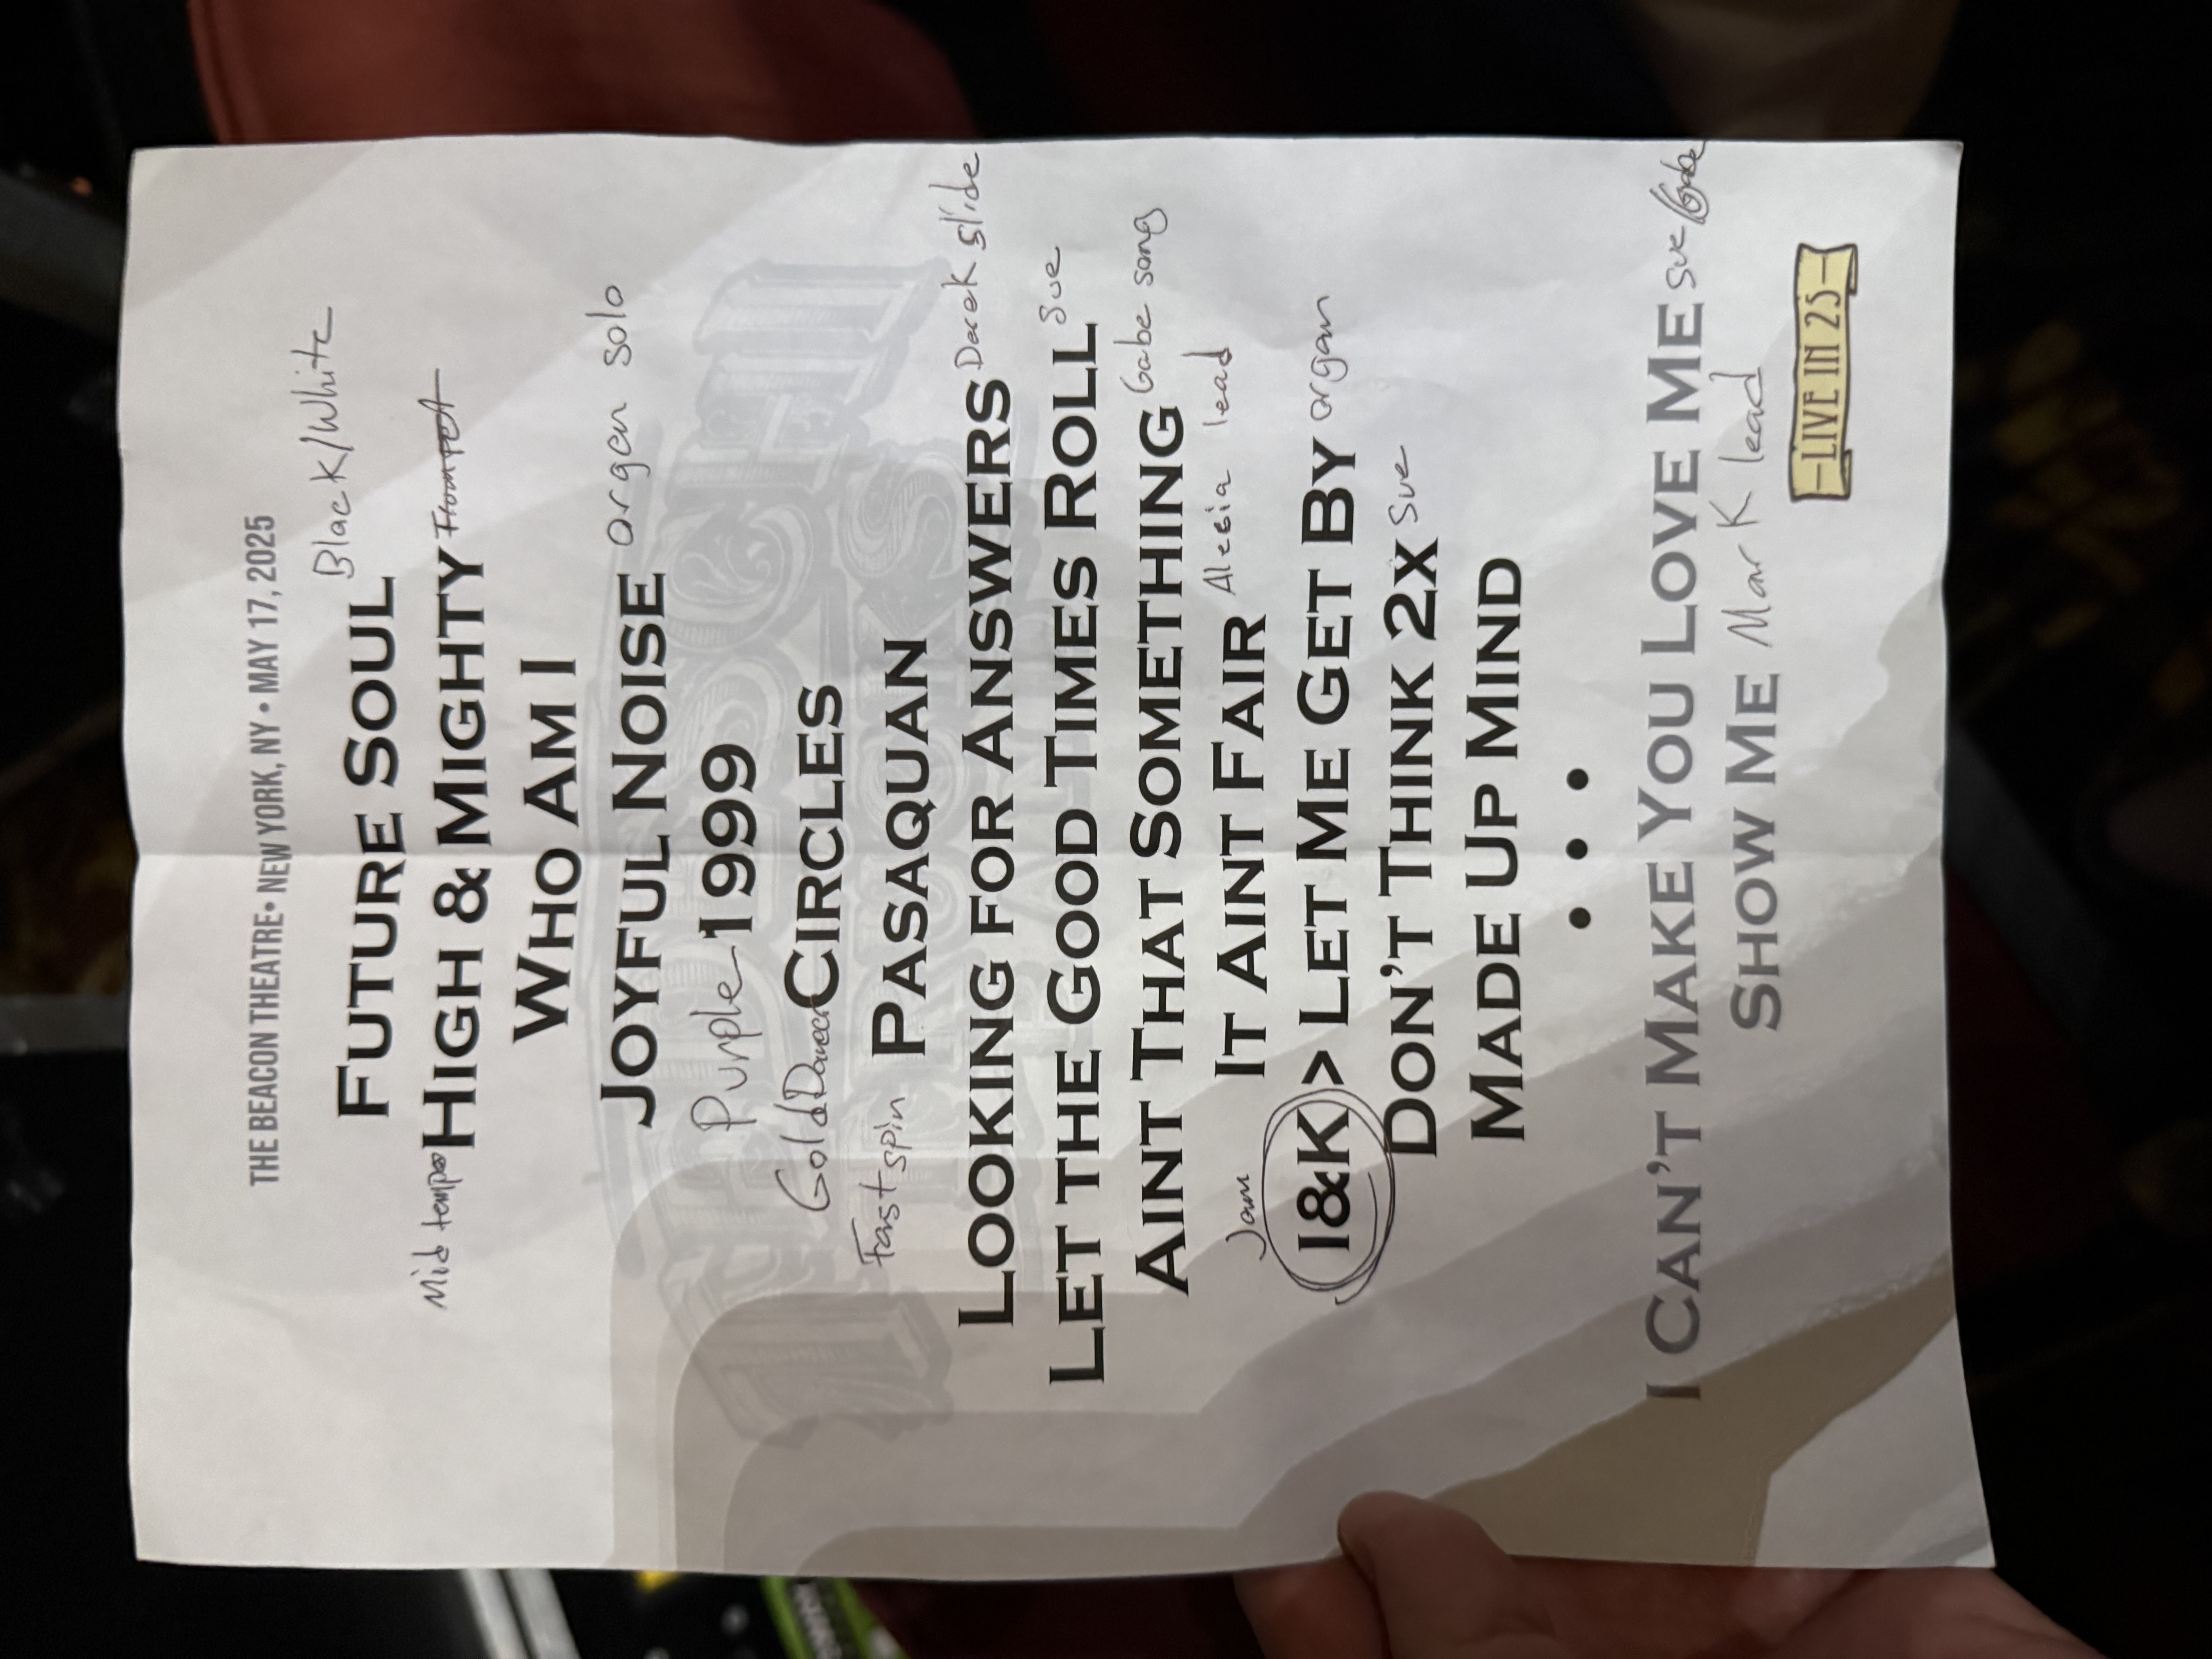 THE BEACON THEATRE • NEW YORK, NY • MAY 17, 2025
FUTURE SOUL Black/White
Mid tempo HIGH & MIGHTY Trumpet
WHO AM I
JOYFUL NOISE organ solo
Purple 1999
Gold CIRCLES
Fast spin PASAQUAN
LOOKING FOR ANSWERS Derek slide
LET THE GOOD TIMES ROLL Sue
AINT THAT SOMETHING Gabe song
IT AINT FAIR Alecia lead
Jam
I&K > LET ME GET BY organ
DON'T THINK 2X Sue
MADE UP MIND
• • •
I CAN'T MAKE YOU LOVE ME Sue/Gabe
SHOW ME Mark lead
–LIVE IN 25–
TEDESCHI
TRUCKS
BAND